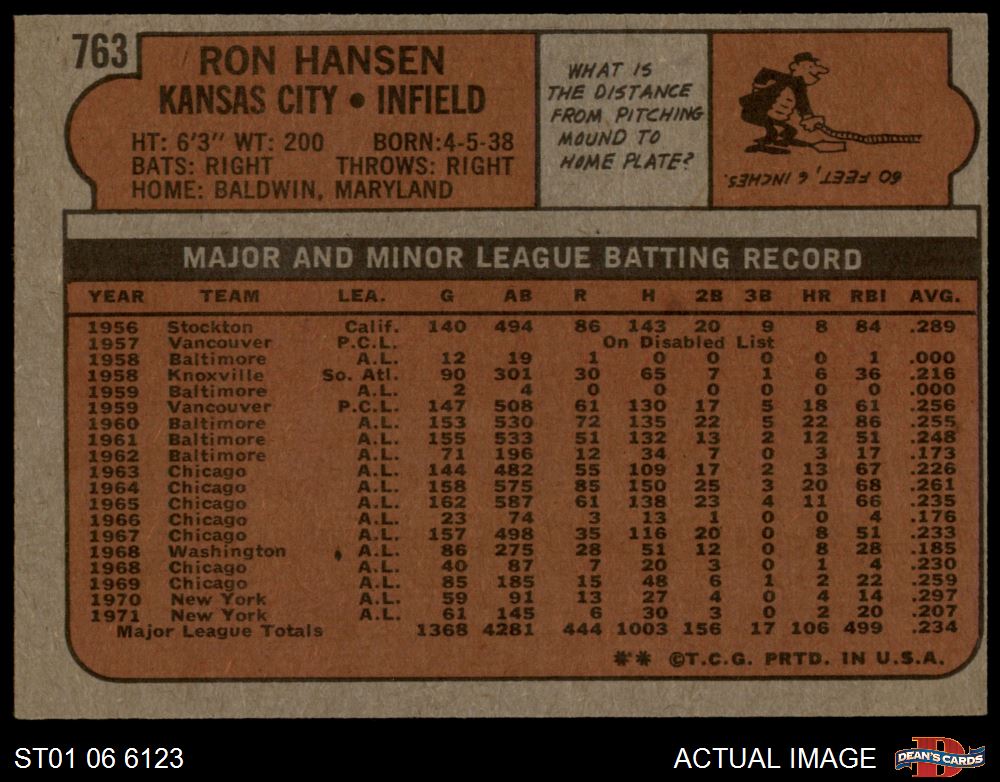 763
RON HANSEN
KANSAS CITY • INFIELD
HT: 6'3" WT: 200 BORN:4-5-38
BATS: RIGHT THROWS: RIGHT
HOME: BALDWIN, MARYLAND
WHAT IS
THE DISTANCE
FROM PITCHING
MOUND TO
HOME PLATE?
60 FEET, 6 INCHES.
MAJOR AND MINOR LEAGUE BATTING RECORD
YEAR TEAM LEA. G AB R H 2B 3B HR RBI AVG.
1956 Stockton Calif. 140 494 86 143 20 9 8 84 .289
1957 Vancouver P.C.L. On Disabled List
1958 Baltimore A.L. 12 19 1 0 0 0 0 1 .000
1958 Knoxville So. Atl. 90 301 30 65 7 1 6 36 .216
1959 Baltimore A.L. 2 4 0 0 0 0 0 0 .000
1959 Vancouver P.C.L. 147 508 61 130 17 5 18 61 .256
1960 Baltimore A.L. 153 530 72 135 22 5 22 86 .255
1961 Baltimore A.L. 155 533 51 132 13 2 12 51 .248
1962 Baltimore A.L. 71 196 12 34 7 0 3 17 .173
1963 Chicago A.L. 144 482 55 109 17 2 13 67 .226
1964 Chicago A.L. 158 575 85 150 25 3 20 68 .261
1965 Chicago A.L. 162 587 61 138 23 4 11 66 .235
1966 Chicago A.L. 23 74 3 13 1 0 0 4 .176
1967 Chicago A.L. 157 498 35 116 20 0 8 51 .233
1968 Washington A.L. 86 275 28 51 12 0 8 28 .185
1968 Chicago A.L. 40 87 7 20 3 0 1 4 .230
1969 Chicago A.L. 85 185 15 48 6 1 2 22 .259
1970 New York A.L. 59 91 13 27 4 0 4 14 .297
1971 New York A.L. 61 145 6 30 3 0 2 20 .207
Major League Totals 1368 4281 444 1003 156 17 106 499 .234
** ©T.C.G. PRTD. IN U.S.A.
ST01 06 6123
ACTUAL IMAGE
D
DEAN'S CARDS